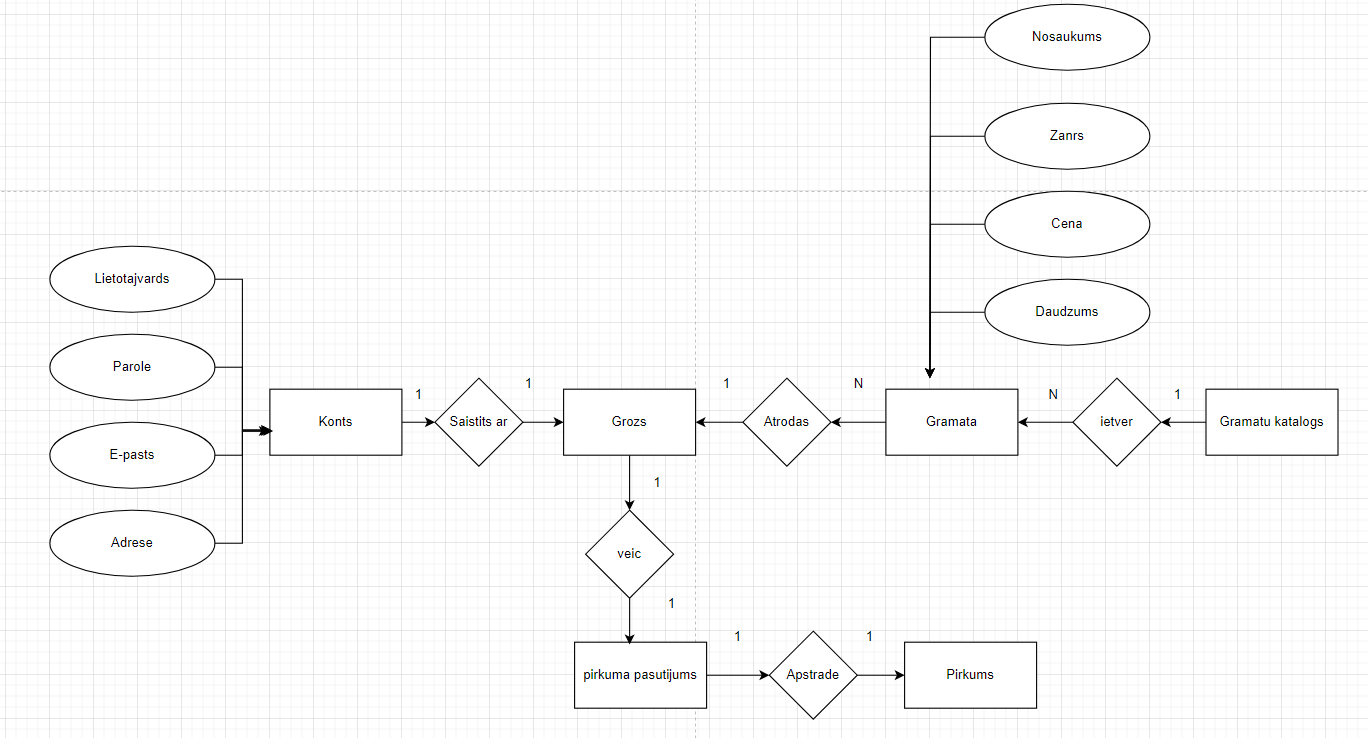 Nosaukums
Zanrs
Cena
Daudzums
Lietotajvards
Parole
E-pasts
Adrese
Konts
1
Saistits ar
1
Grozs
1
Atrodas
N
Gramata
N
ietver
1
Gramatu katalogs
1
veic
1
pirkuma pasutijums
1
Apstrade
1
Pirkums